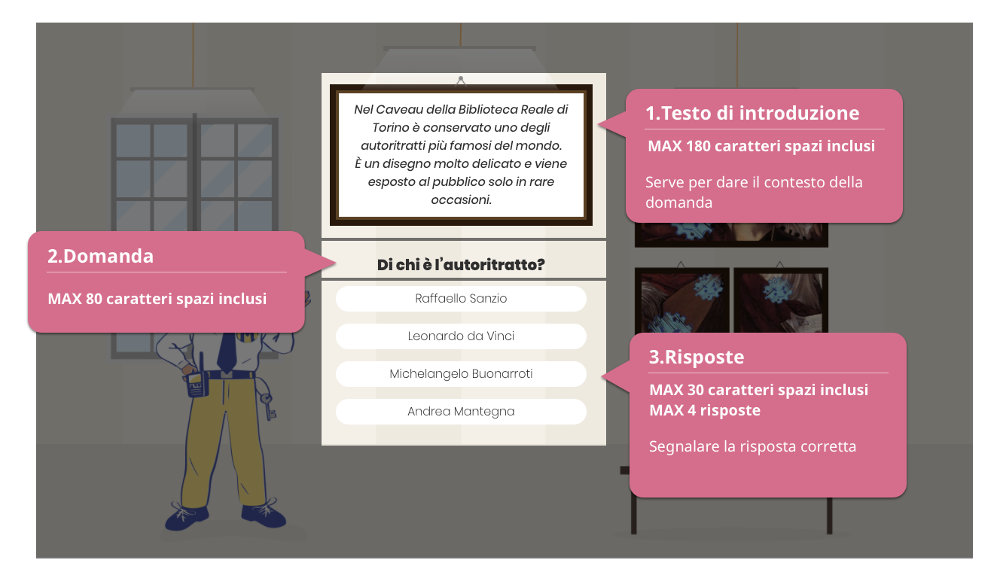 Nel Caveau della Biblioteca Reale di
Torino è conservato uno degli
autoritratti più famosi del mondo.
È un disegno molto delicato e viene
esposto al pubblico solo in rare
occasioni.
1.Testo di introduzione
MAX 180 caratteri spazi inclusi
Serve per dare il contesto della
domanda
2.Domanda
MAX 80 caratteri spazi inclusi
Di chi è l’autoritratto?
Raffaello Sanzio
Leonardo da Vinci
Michelangelo Buonarroti
Andrea Mantegna
3.Risposte
MAX 30 caratteri spazi inclusi
MAX 4 risposte
Segnalare la risposta corretta